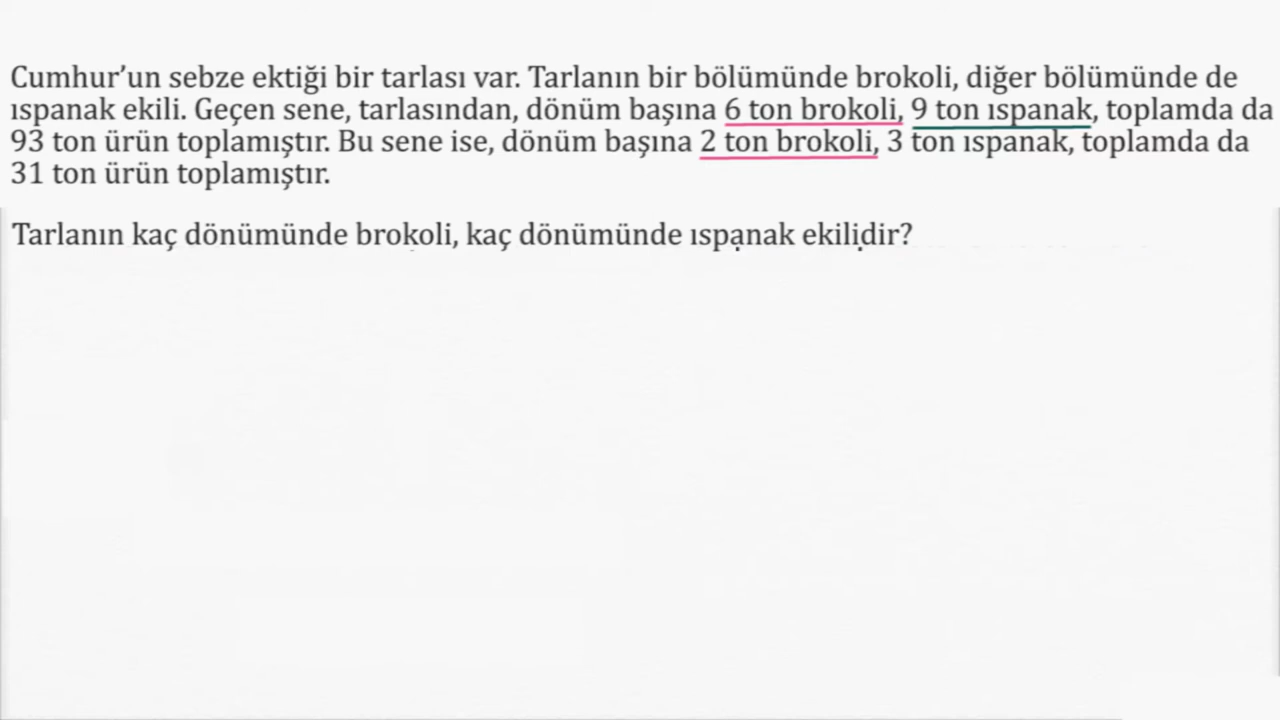 Cumhur’un sebze ektiği bir tarlası var. Tarlanın bir bölümünde brokoli, diğer bölümünde de
ıspanak ekili. Geçen sene, tarlasından, dönüm başına 6 ton brokoli, 9 ton ıspanak, toplamda da
93 ton ürün toplamıştır. Bu sene ise, dönüm başına 2 ton brokoli, 3 ton ıspanak, toplamda da
31 ton ürün toplamıştır.
Tarlanın kaç dönümünde brokoli, kaç dönümünde ıspanak ekilidir?